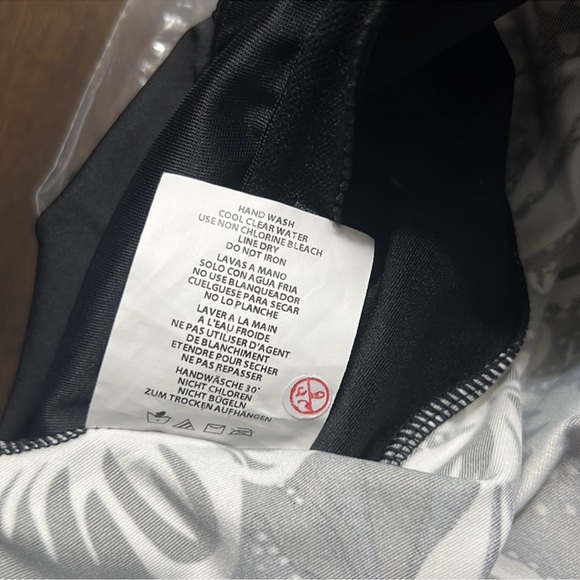 HAND WASH
COOL CLEAR WATER
USE NON CHLORINE BLEACH
LINE DRY
DO NOT IRON
LAVAS A MANO
SOLO CON AGUA FRIA
NO USE BLANQUEADOR
CUELGUESE PARA SECAR
NO LO PLANCHE
LAVER A LA MAIN
A L'EAU FROIDE
NE PAS UTILISER D'AGENT
DE BLANCHIMENT
ETENDRE POUR SECHER
NE PAS REPASSER
HANDWÄSCHE 30°
NICHT CHLOREN
NICHT BÜGELN
ZUM TROCKEN AUFHÄNGEN